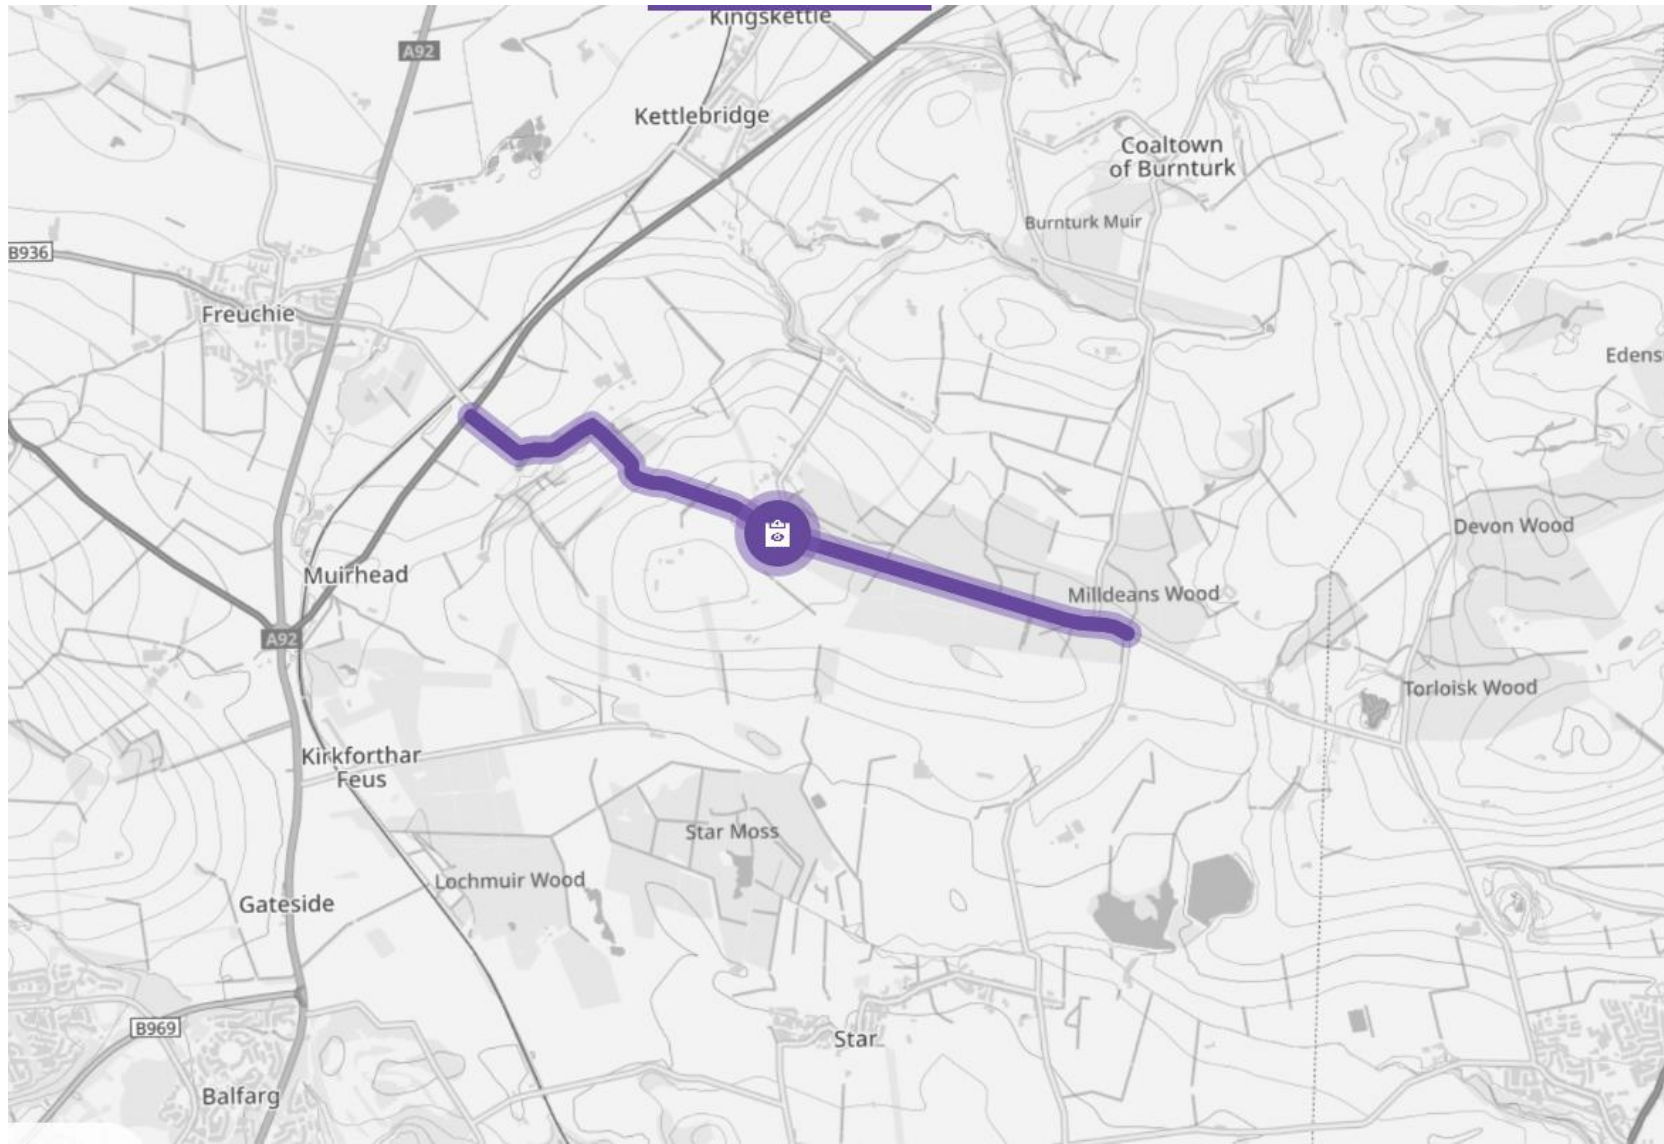 Kingskettle
A92
Kettlebridge
Coaltown
of Burnturk
Burnturk Muir
B936
Freuchie
Edens
Devon Wood
Muirhead
Milldeans Wood
A92
Torloisk Wood
Kirkforthar
Feus
Star Moss
Lochmuir Wood
Gateside
B969
Star
Balfarg